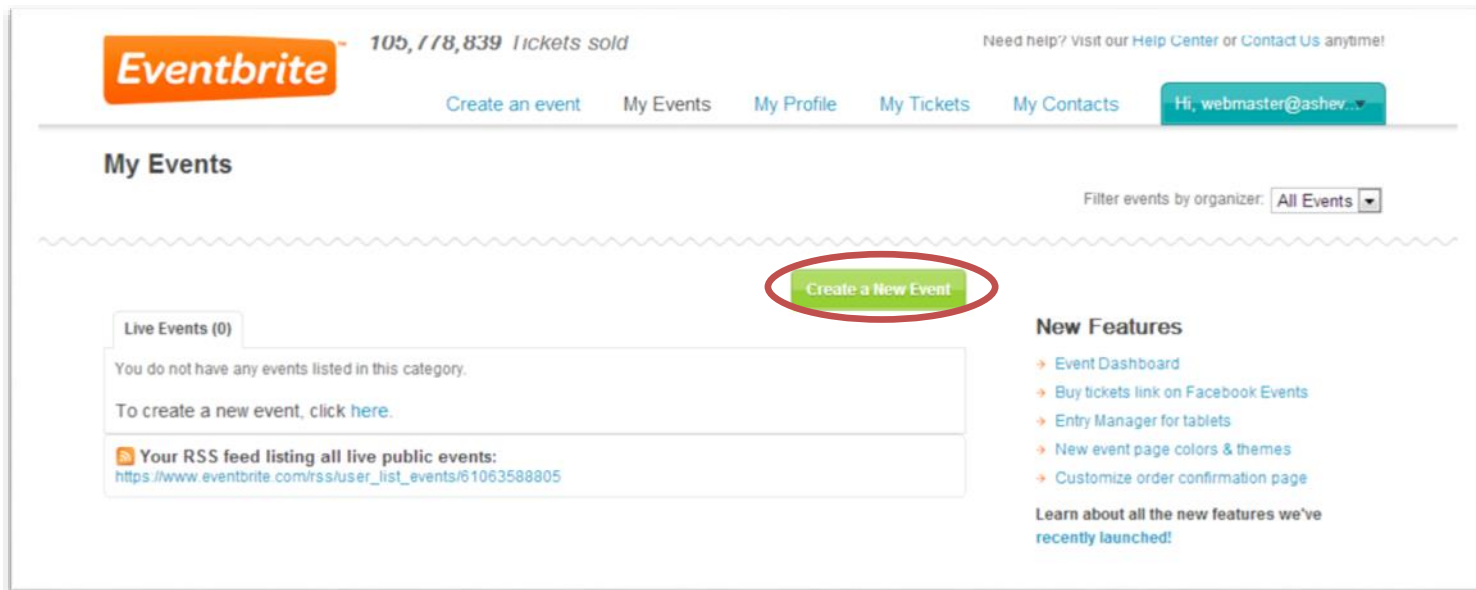 Eventbrite™
105,778,839 Tickets sold
Need help? Visit our Help Center or Contact Us anytime!
Create an event My Events My Profile My Tickets My Contacts Hi, webmaster@ashev...
My Events
Filter events by organizer: All Events
Create a New Event
Live Events (0)
You do not have any events listed in this category.
To create a new event, click here.
Your RSS feed listing all live public events:
https://www.eventbrite.com/rss/user_list_events/61063588805
New Features
Event Dashboard
Buy tickets link on Facebook Events
Entry Manager for tablets
New event page colors & themes
Customize order confirmation page
Learn about all the new features we've
recently launched!